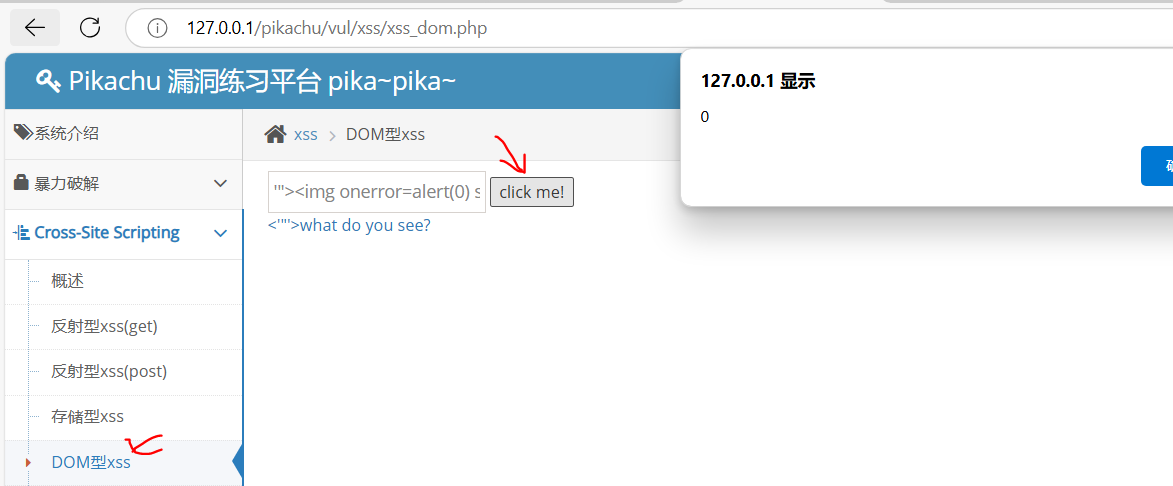 127.0.0.1/pikachu/vul/xss/xss_dom.php
Pikachu 漏洞练习平台 pika~pika~
127.0.0.1 显示
0
系统介绍
xss > DOM型xss
暴力破解
'"><img onerror=alert(0) s
click me!
<'"'>what do you see?
Cross-Site Scripting
概述
反射型xss(get)
反射型xss(post)
存储型xss
DOM型xss